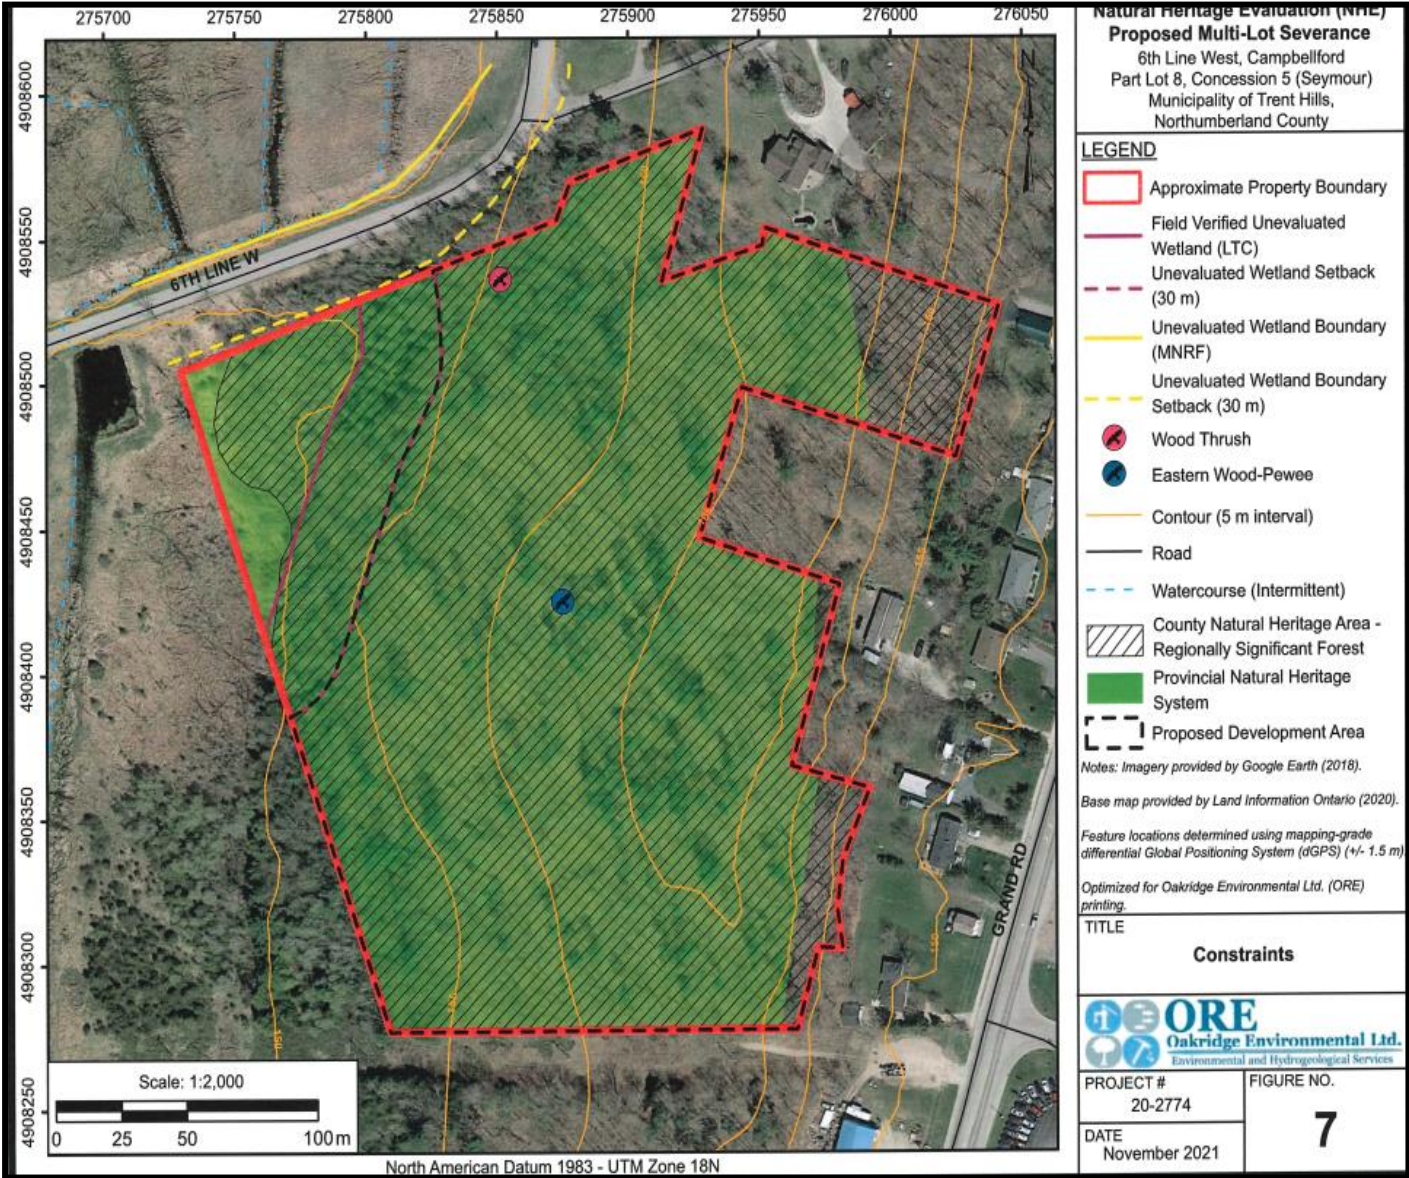 275700 275750 275800 275850 275900 275950 276000 276050
4908600
4908550
4908500
4908450
4908400
4908350
4908300
4908250
6TH LINE W
GRAND RD
N
150
Scale: 1:2,000
0 25 50 100 m
North American Datum 1983 - UTM Zone 18N
Natural Heritage Evaluation (NHE)
Proposed Multi-Lot Severance
6th Line West, Campbellford
Part Lot 8, Concession 5 (Seymour)
Municipality of Trent Hills,
Northumberland County
LEGEND
Approximate Property Boundary
Field Verified Unevaluated
Wetland (LTC)
Unevaluated Wetland Setback
(30 m)
Unevaluated Wetland Boundary
(MNRF)
Unevaluated Wetland Boundary
Setback (30 m)
Wood Thrush
Eastern Wood-Pewee
Contour (5 m interval)
Road
Watercourse (Intermittent)
County Natural Heritage Area -
Regionally Significant Forest
Provincial Natural Heritage
System
Proposed Development Area
Notes: Imagery provided by Google Earth (2018).
Base map provided by Land Information Ontario (2020).
Feature locations determined using mapping-grade
differential Global Positioning System (dGPS) (+/- 1.5 m)
Optimized for Oakridge Environmental Ltd. (ORE)
printing.
TITLE
Constraints
ORE
Oakridge Environmental Ltd.
Environmental and Hydrogeological Services
PROJECT #
20-2774
FIGURE NO.
7
DATE
November 2021